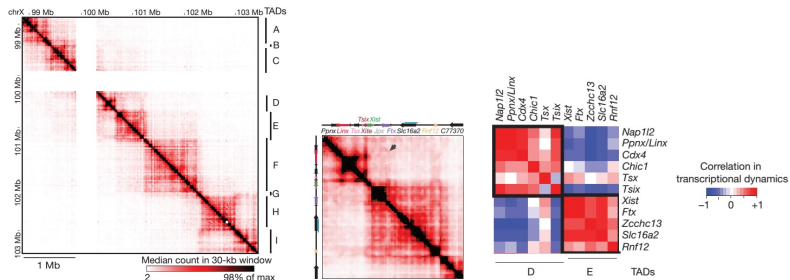 chrX 99 Mb 100 Mb 101 Mb 102 Mb 103 Mb TADs
99 Mb
100 Mb
101 Mb
102 Mb
103 Mb
A
B
C
D
E
F
G
H
I
1 Mb
Median count in 30-kb window
2 98% of max
Tsix Xist
Ppnx Linx Tsx Xite Jpx Ftx Slc16a2 Rnf12 C77370
Nap1l2
Ppnx/Linx
Cdx4
Chic1
Tsx
Tsix
Xist
Ftx
Zcchc13
Slc16a2
Rnf12
Nap1l2
Ppnx/Linx
Cdx4
Chic1
Tsx
Tsix
Xist
Ftx
Zcchc13
Slc16a2
Rnf12
D E TADs
Correlation in
transcriptional dynamics
−1 0 +1